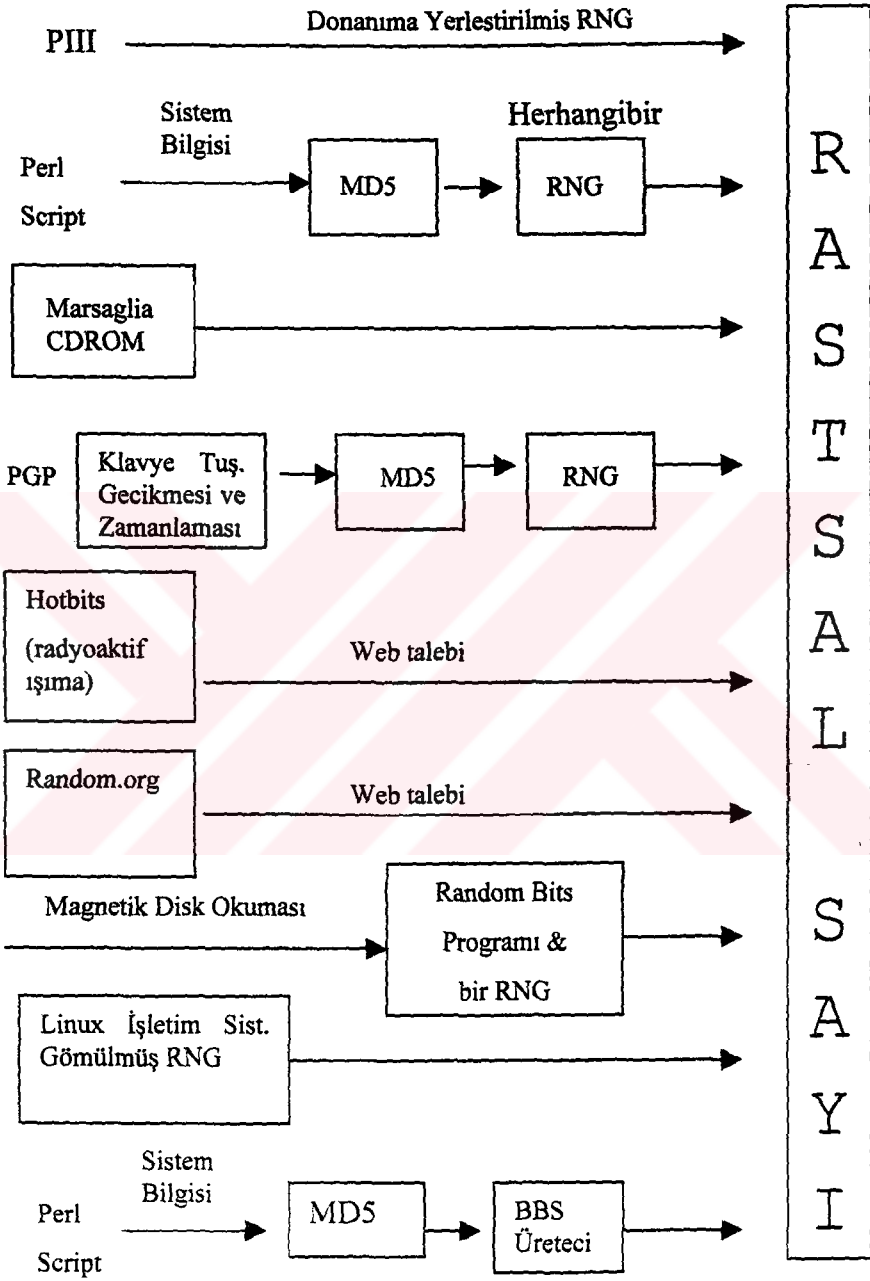 PIII
Donanıma Yerlestirilmis RNG
Sistem
Bilgisi
Herhangibir
Perl
Script
MD5
RNG
Marsaglia
CDROM
PGP
Klavye Tuş.
Gecikmesi ve
Zamanlaması
MD5
RNG
Hotbits
(radyoaktif
ışıma)
Web talebi
Random.org
Web talebi
Magnetik Disk Okuması
Random Bits
Programı &
bir RNG
Linux İşletim Sist.
Gömülmüş RNG
Sistem
Bilgisi
Perl
Script
MD5
BBS
Üreteci
RASTSAL SAYI